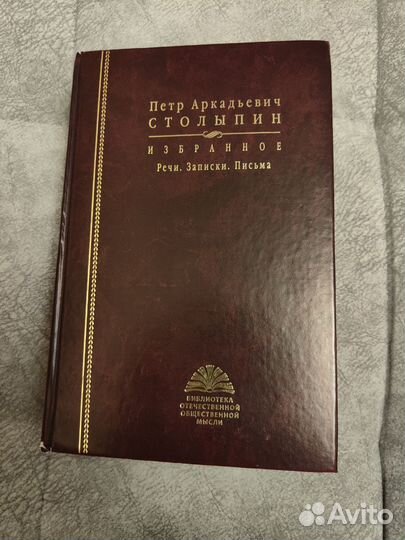 Петр Аркадьевич
СТОЛЫПИН
ИЗБРАННОЕ
Речи. Записки. Письма
БИБЛИОТЕКА
ОТЕЧЕСТВЕННОЙ
ОБЩЕСТВЕННОЙ
МЫСЛИ
Avito